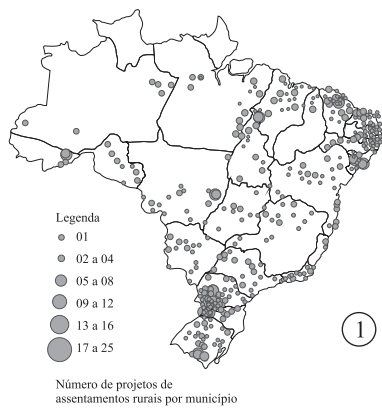 Legenda
01
02 a 04
05 a 08
09 a 12
13 a 16
17 a 25
1
Número de projetos de
assentamentos rurais por município